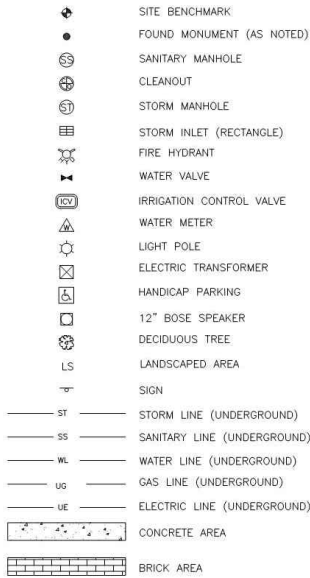 SITE BENCHMARK
FOUND MONUMENT (AS NOTED)
SS SANITARY MANHOLE
CLEANOUT
ST STORM MANHOLE
STORM INLET (RECTANGLE)
FIRE HYDRANT
WATER VALVE
ICV IRRIGATION CONTROL VALVE
W WATER METER
LIGHT POLE
ELECTRIC TRANSFORMER
HANDICAP PARKING
12" BOSE SPEAKER
DECIDUOUS TREE
LS LANDSCAPED AREA
SIGN
ST STORM LINE (UNDERGROUND)
SS SANITARY LINE (UNDERGROUND)
WL WATER LINE (UNDERGROUND)
UG GAS LINE (UNDERGROUND)
UE ELECTRIC LINE (UNDERGROUND)
CONCRETE AREA
BRICK AREA